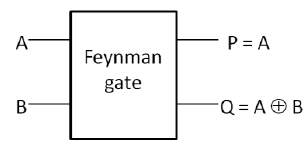 A
Feynman
gate
P = A
B
Q = A ⊕ B